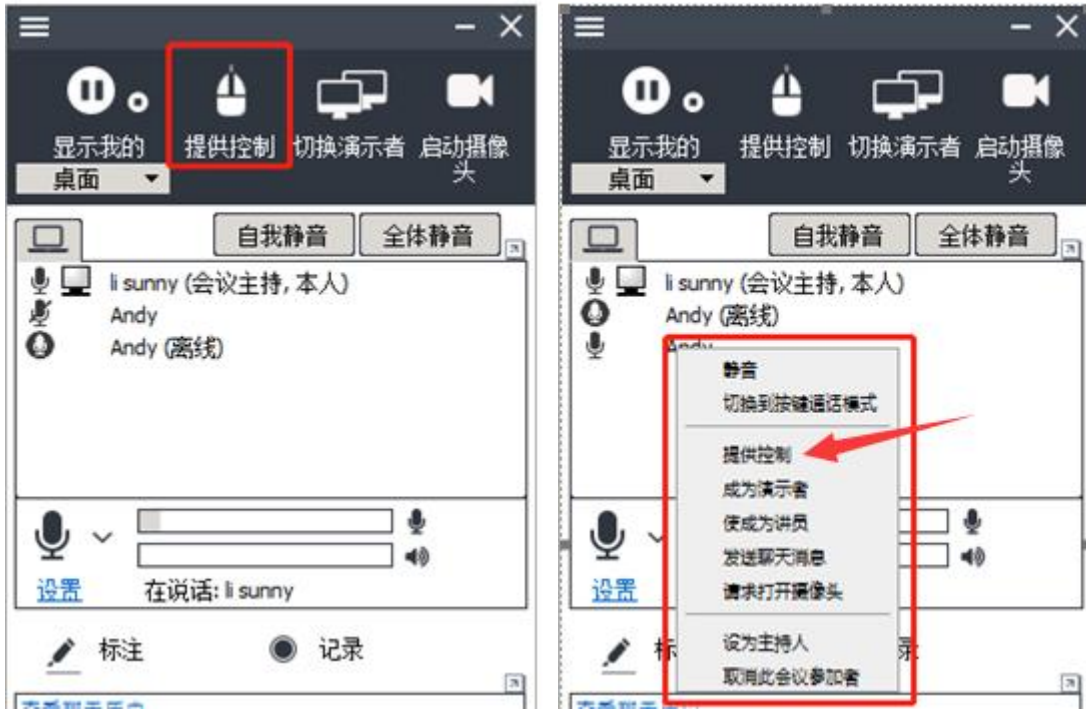 显示我的
桌面
提供控制
切换演示者
启动摄像
头
自我静音
全体静音
li sunny (会议主持, 本人)
Andy
Andy (离线)
设置
在说话: li sunny
标注
记录
查看聊天历史
显示我的
桌面
提供控制
切换演示者
启动摄像
头
自我静音
全体静音
li sunny (会议主持, 本人)
Andy (离线)
Andy
静音
切换到按键通话模式
提供控制
成为演示者
使成为讲员
发送聊天消息
请求打开摄像头
设为主持人
取消此会议参加者
设置